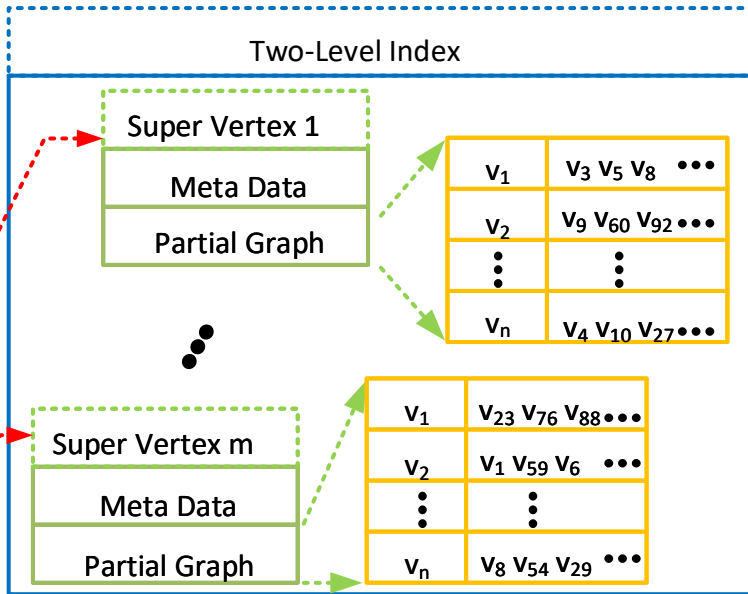 Two-Level Index
Super Vertex 1
Meta Data
Partial Graph
v₁ v₃ v₅ v₈ •••
v₂ v₉ v₆₀ v₉₂ •••
⋮ ⋮
vₙ v₄ v₁₀ v₂₇ •••
Super Vertex m
Meta Data
Partial Graph
v₁ v₂₃ v₇₆ v₈₈ •••
v₂ v₁ v₅₉ v₆ •••
⋮ ⋮
vₙ v₈ v₅₄ v₂₉ •••